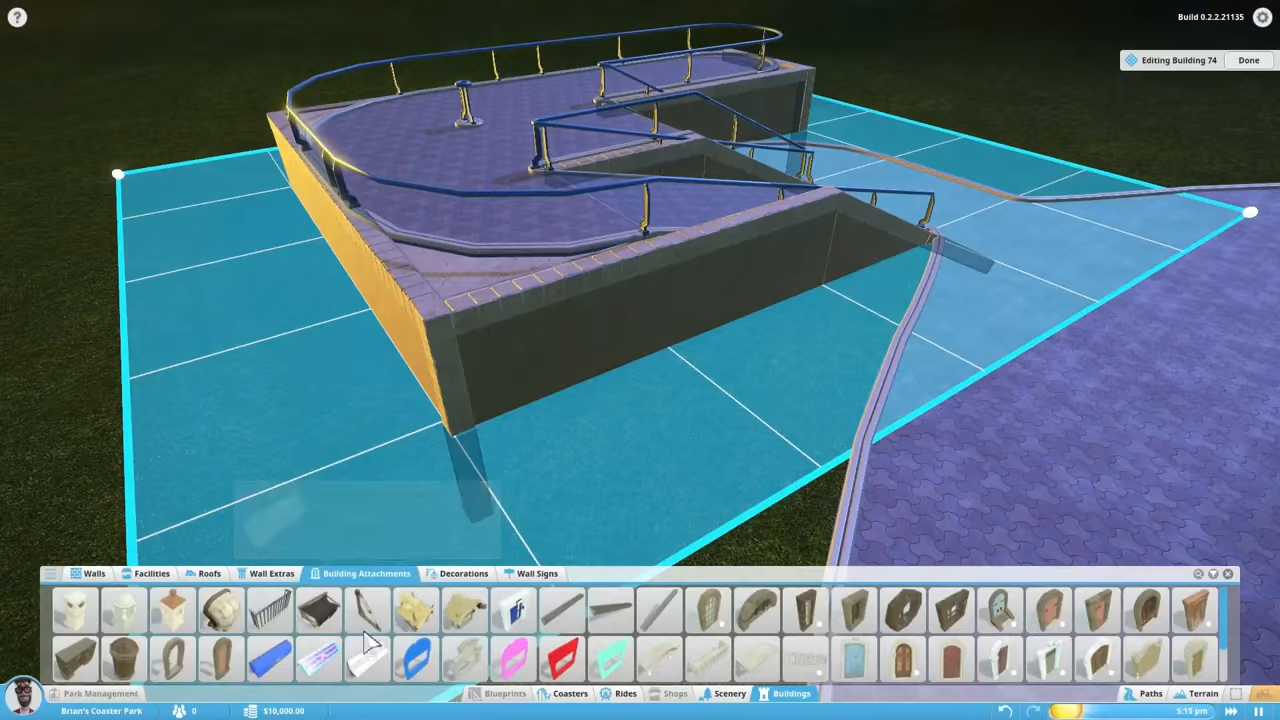 ?
Build 0.2.2.21135
Editing Building 74
Done
Walls
Facilities
Roofs
Wall Extras
Building Attachments
Decorations
Wall Signs
Park Management
Blueprints
Coasters
Rides
Shops
Scenery
Buildings
Paths
Terrain
Brian's Coaster Park
0
$10,000.00
5:15 pm